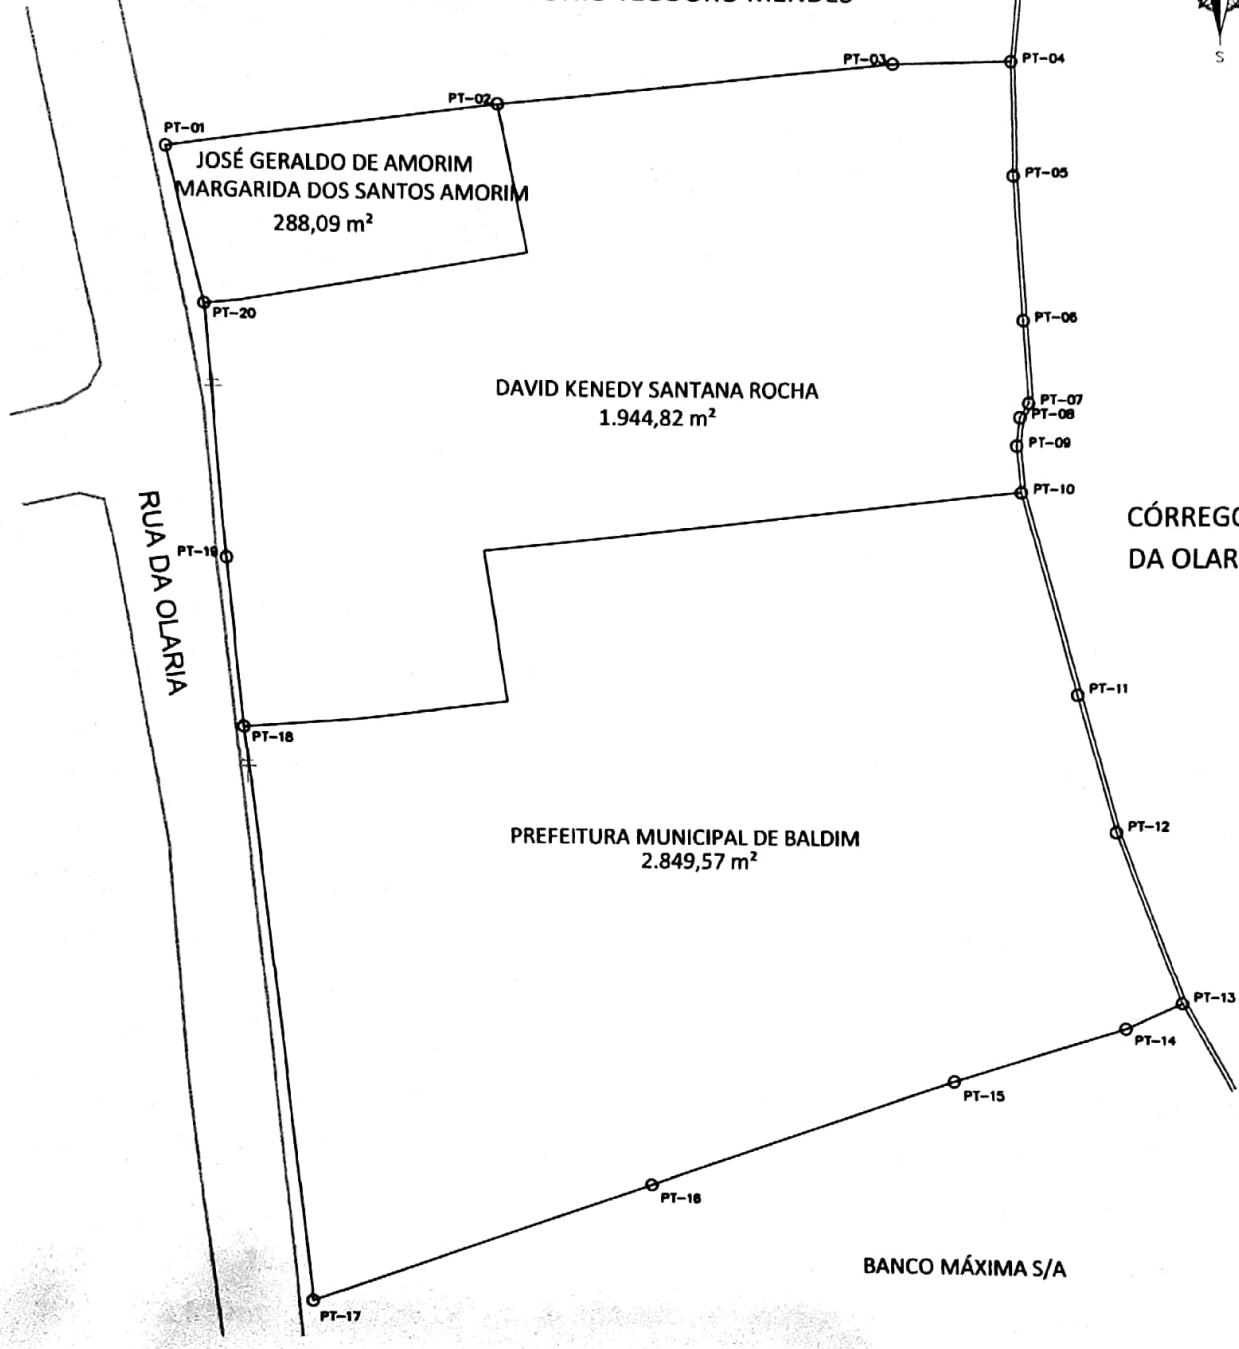 TEODORO MENDES
S
PT-03
PT-04
PT-02
PT-01
JOSÉ GERALDO DE AMORIM
MARGARIDA DOS SANTOS AMORIM
288,09 m²
PT-05
PT-20
PT-06
DAVID KENEDY SANTANA ROCHA
1.944,82 m²
PT-07
PT-08
PT-09
PT-10
RUA DA OLARIA
CÓRREGO
DA OLAR
PT-19
PT-11
PT-18
PREFEITURA MUNICIPAL DE BALDIM
2.849,57 m²
PT-12
PT-13
PT-14
PT-15
PT-16
BANCO MÁXIMA S/A
PT-17